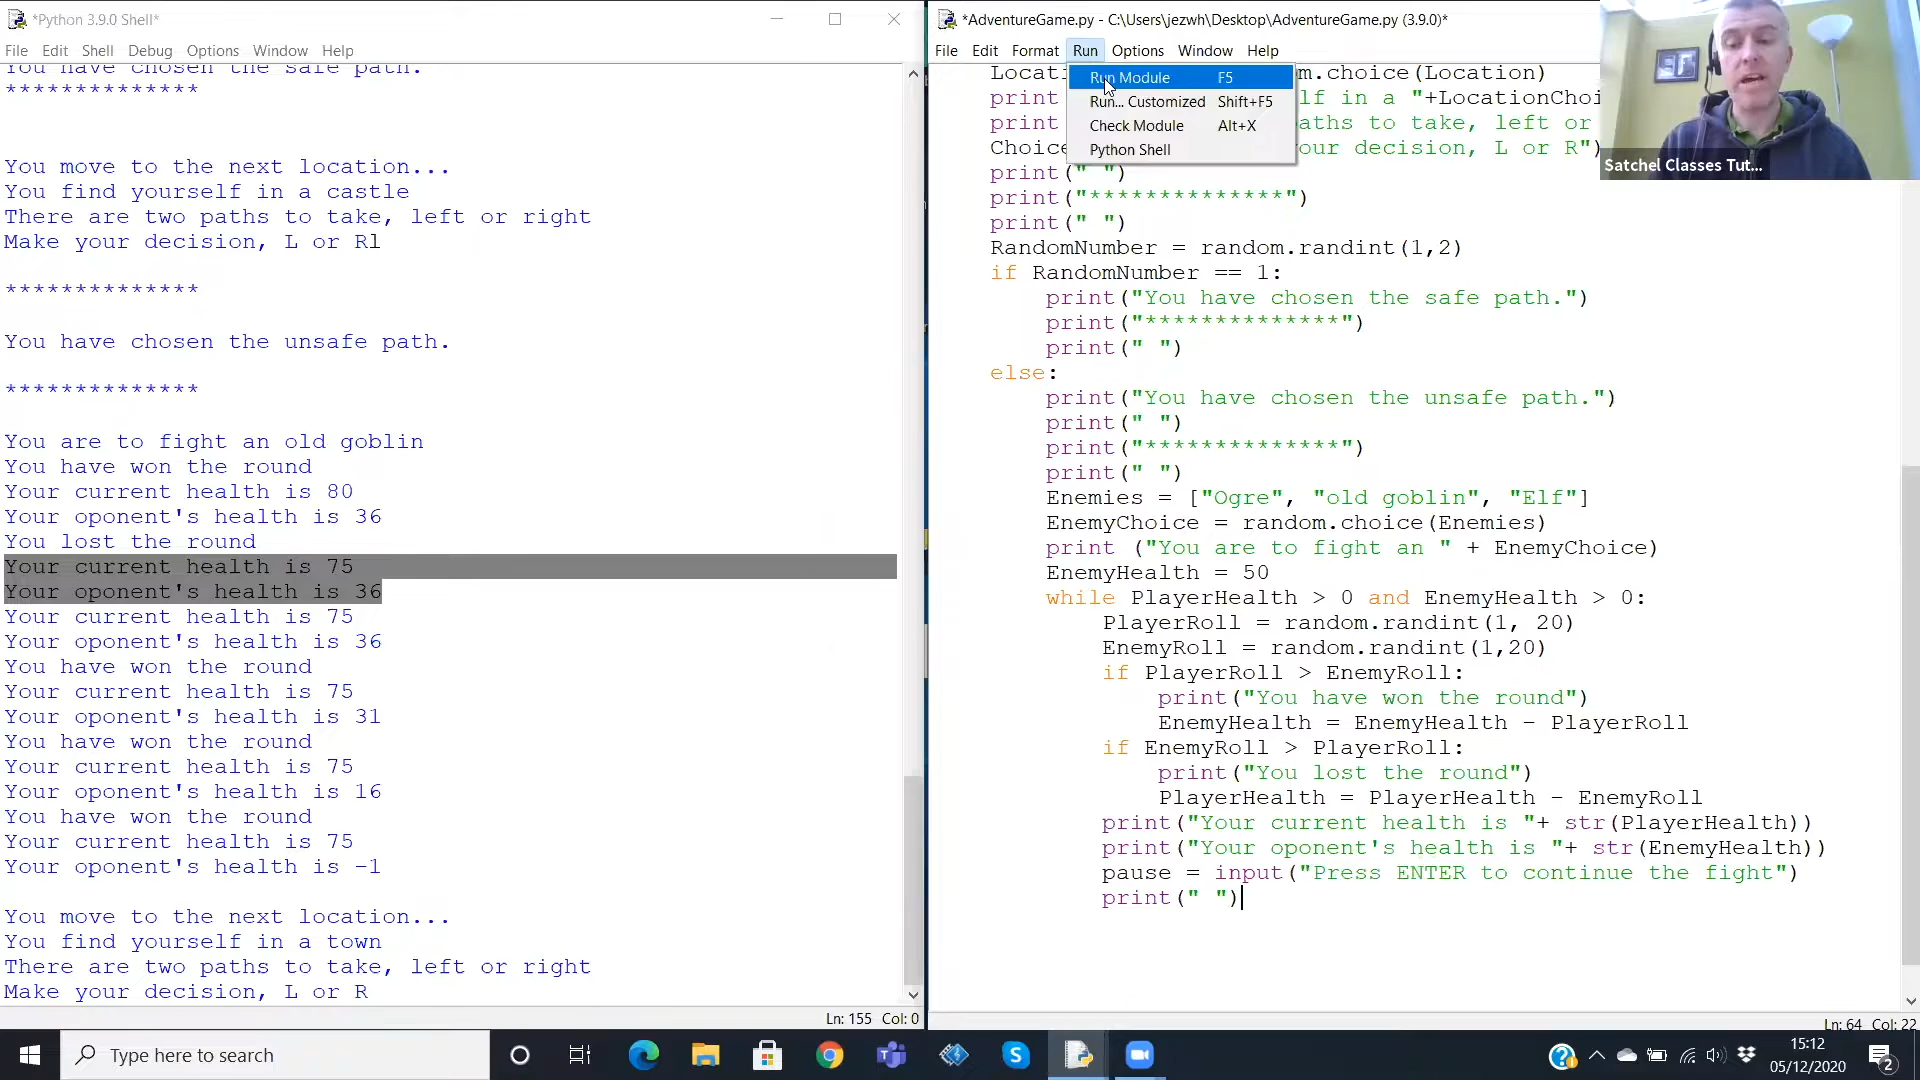 *Python 3.9.0 Shell*
File Edit Shell Debug Options Window Help
You have chosen the safe path.
**************
You move to the next location...
You find yourself in a castle
There are two paths to take, left or right
Make your decision, L or Rl
**************
You have chosen the unsafe path.
**************
You are to fight an old goblin
You have won the round
Your current health is 80
Your oponent's health is 36
You lost the round
Your current health is 75
Your oponent's health is 36
Your current health is 75
Your oponent's health is 36
You have won the round
Your current health is 75
Your oponent's health is 31
You have won the round
Your current health is 75
Your oponent's health is 16
You have won the round
Your current health is 75
Your oponent's health is -1
You move to the next location...
You find yourself in a town
There are two paths to take, left or right
Make your decision, L or R
Ln: 155 Col: 0
*AdventureGame.py - C:\Users\jezwh\Desktop\AdventureGame.py (3.9.0)*
File Edit Format Run Options Window Help
Run Module F5
Run... Customized Shift+F5
Check Module Alt+X
Python Shell
m.choice(Location)
print lf in a "+LocationChoi
print aths to take, left or
Choice our decision, L or R")
print(" ")
print("**************")
print(" ")
RandomNumber = random.randint(1,2)
if RandomNumber == 1:
print("You have chosen the safe path.")
print("**************")
print(" ")
else:
print("You have chosen the unsafe path.")
print(" ")
print("**************")
print(" ")
Enemies = ["Ogre", "old goblin", "Elf"]
EnemyChoice = random.choice(Enemies)
print ("You are to fight an " + EnemyChoice)
EnemyHealth = 50
while PlayerHealth > 0 and EnemyHealth > 0:
PlayerRoll = random.randint(1, 20)
EnemyRoll = random.randint(1,20)
if PlayerRoll > EnemyRoll:
print("You have won the round")
EnemyHealth = EnemyHealth - PlayerRoll
if EnemyRoll > PlayerRoll:
print("You lost the round")
PlayerHealth = PlayerHealth - EnemyRoll
print("Your current health is "+ str(PlayerHealth))
print("Your oponent's health is "+ str(EnemyHealth))
pause = input("Press ENTER to continue the fight")
print(" ")
Ln: 64 Col: 22
Satchel Classes Tut...
Type here to search
15:12
05/12/2020
2